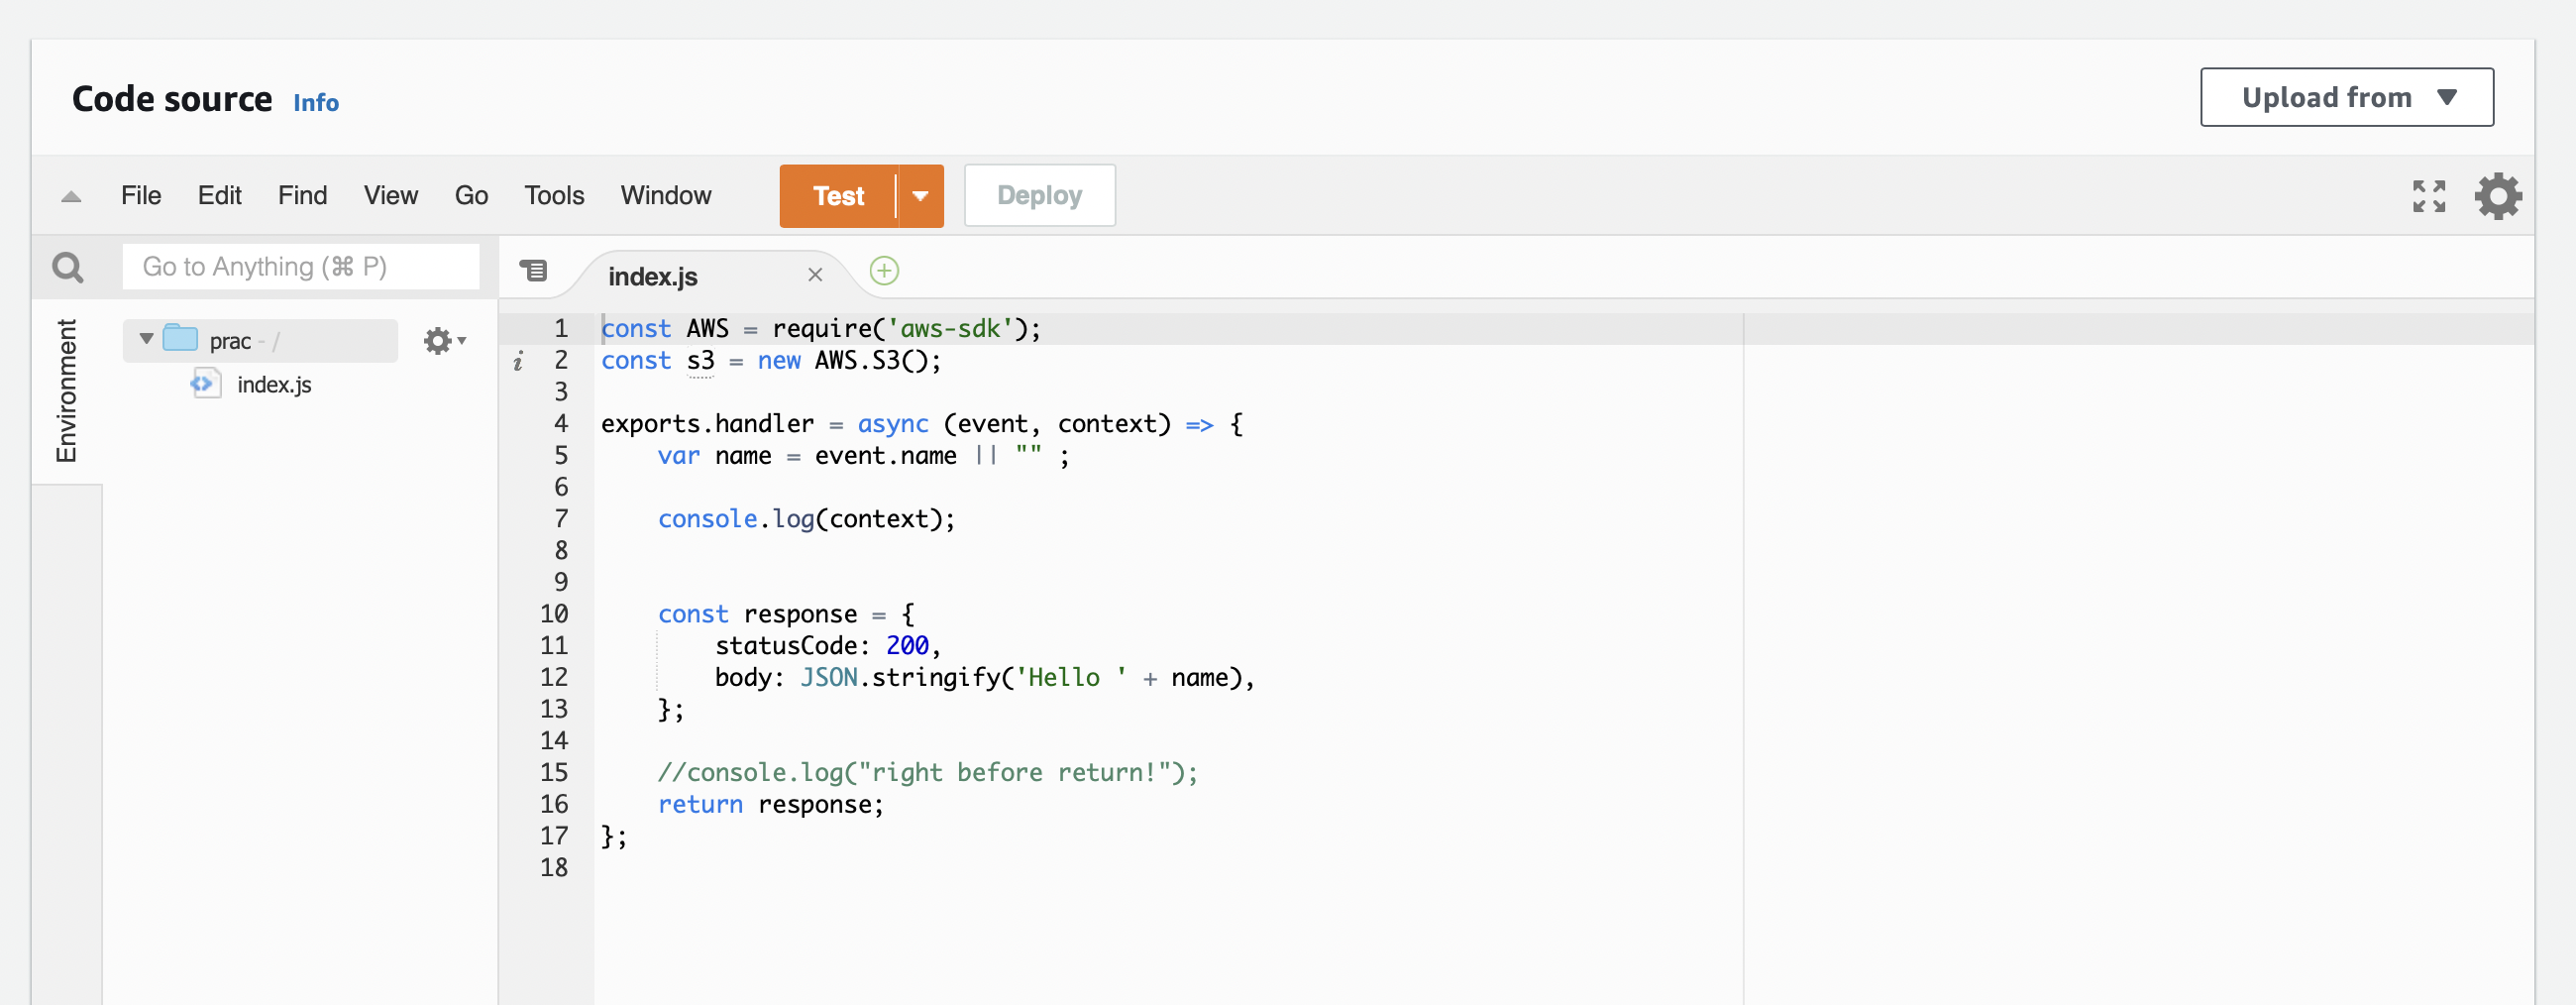 Code source Info
Upload from
File Edit Find View Go Tools Window Test Deploy
Go to Anything (⌘ P)
index.js
Environment
prac - /
index.js
1 const AWS = require('aws-sdk');
i 2 const s3 = new AWS.S3();
3
4 exports.handler = async (event, context) => {
5     var name = event.name || "" ;
6
7     console.log(context);
8
9
10     const response = {
11         statusCode: 200,
12         body: JSON.stringify('Hello ' + name),
13     };
14
15     //console.log("right before return!");
16     return response;
17 };
18